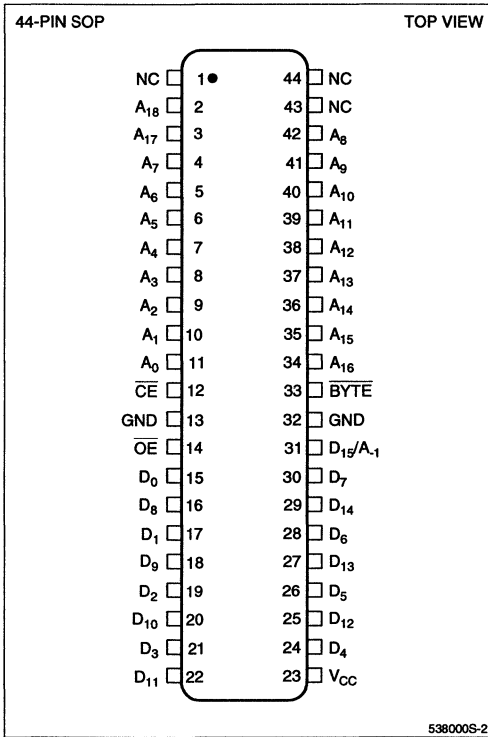 44-PIN SOP TOP VIEW
NC 1 44 NC
A18 2 43 NC
A17 3 42 A8
A7 4 41 A9
A6 5 40 A10
A5 6 39 A11
A4 7 38 A12
A3 8 37 A13
A2 9 36 A14
A1 10 35 A15
A0 11 34 A16
C̅E̅ 12 33 B̅Y̅T̅E̅
GND 13 32 GND
O̅E̅ 14 31 D15/A-1
D0 15 30 D7
D8 16 29 D14
D1 17 28 D6
D9 18 27 D13
D2 19 26 D5
D10 20 25 D12
D3 21 24 D4
D11 22 23 VCC
538000S-2